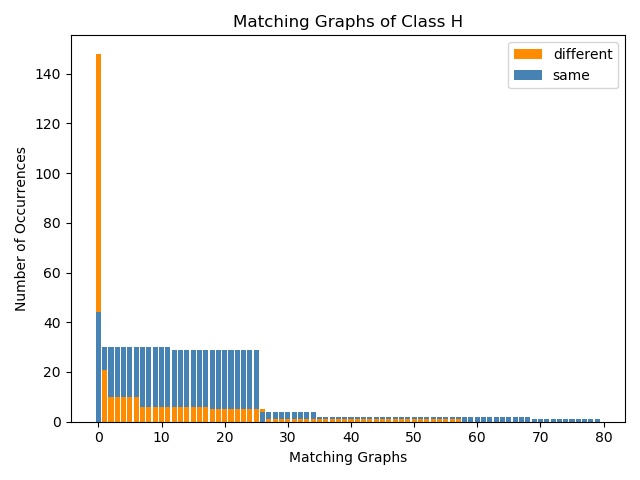 Matching Graphs of Class H
different
same
Number of Occurrences
140
120
100
80
60
40
20
0
0 10 20 30 40 50 60 70 80
Matching Graphs